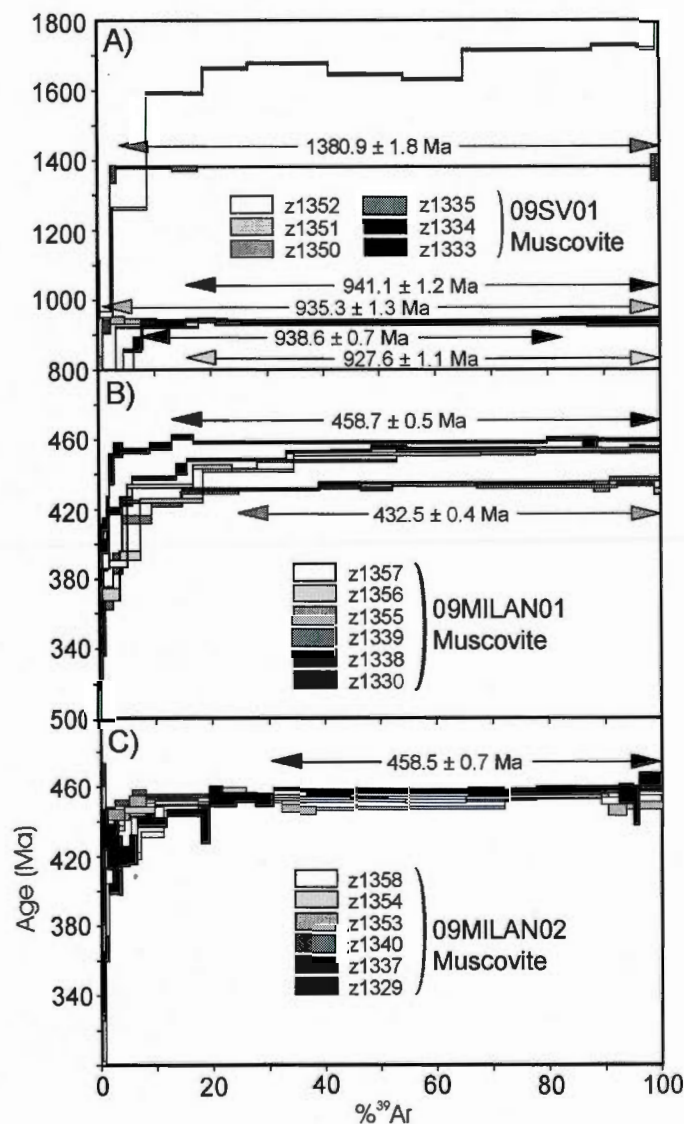 A)
1800
1600
1400
1200
1000
800
1380.9 ± 1.8 Ma
z1352 z1335
z1351 z1334
z1350 z1333
09SV01
Muscovite
941.1 ± 1.2 Ma
935.3 ± 1.3 Ma
938.6 ± 0.7 Ma
927.6 ± 1.1 Ma
B)
460
420
380
340
458.7 ± 0.5 Ma
432.5 ± 0.4 Ma
z1357
z1356
z1355
z1339
z1338
z1330
09MILAN01
Muscovite
C)
500
460
420
380
340
458.5 ± 0.7 Ma
z1358
z1354
z1353
z1340
z1337
z1329
09MILAN02
Muscovite
Age (Ma)
0 20 40 60 80 100
%³⁹Ar